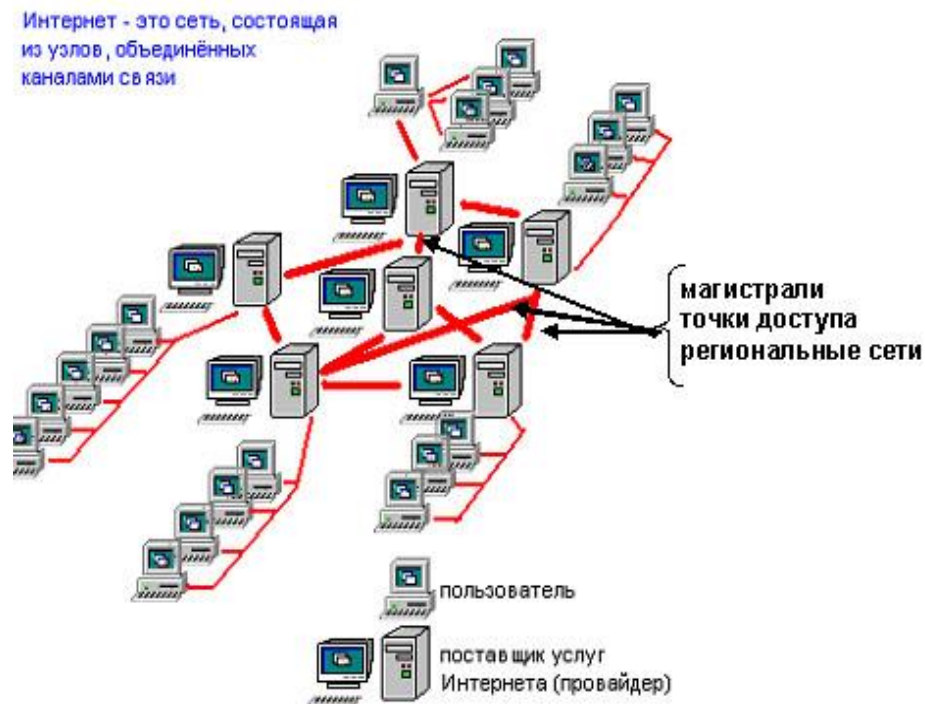 Интернет - это сеть, состоящая
из узлов, объединённых
каналами связи
магистрали
точки доступа
региональные сети
пользователь
поставщик услуг
Интернета (провайдер)